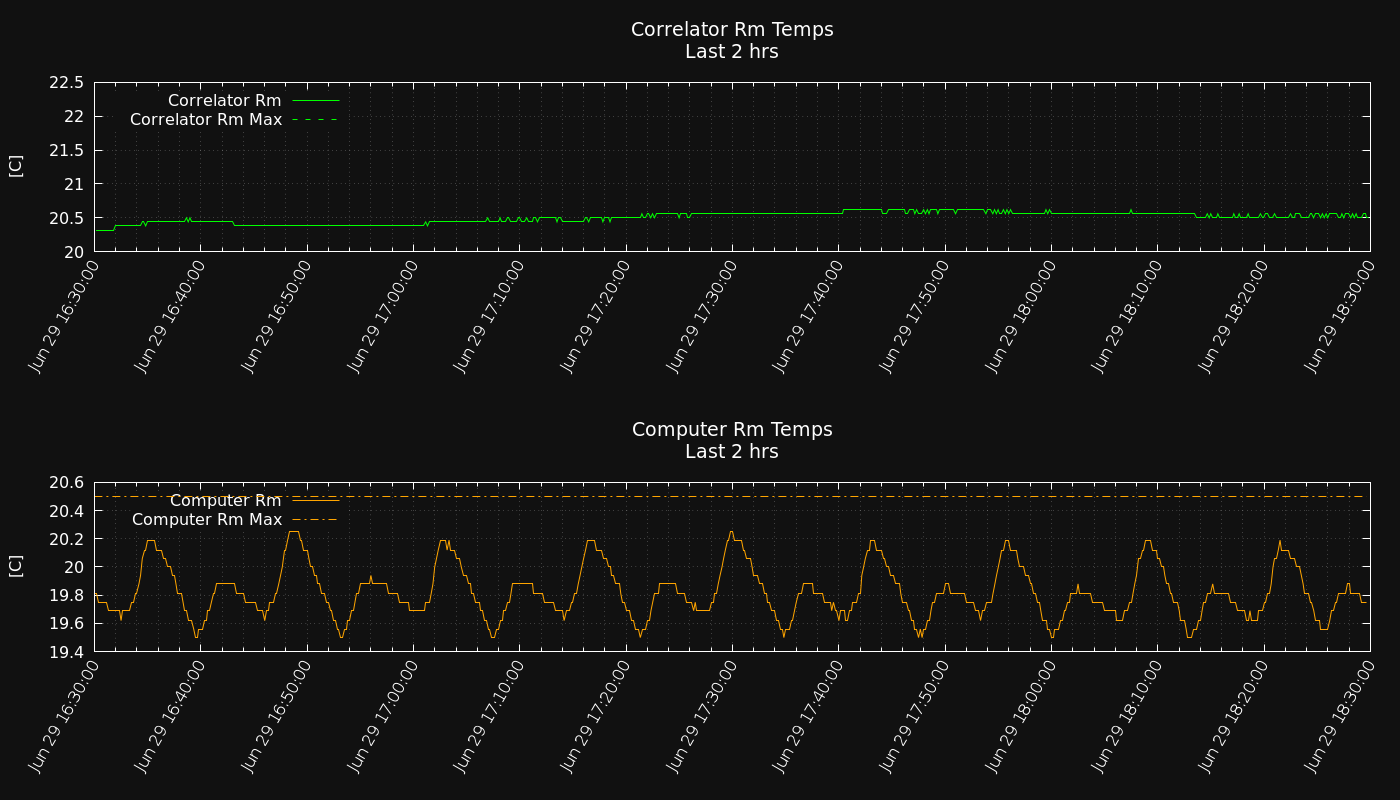 Correlator Rm Temps
Last 2 hrs
22.5
22
21.5
21
20.5
20
[C]
Correlator Rm
Correlator Rm Max
Jun 29 16:30:00
Jun 29 16:40:00
Jun 29 16:50:00
Jun 29 17:00:00
Jun 29 17:10:00
Jun 29 17:20:00
Jun 29 17:30:00
Jun 29 17:40:00
Jun 29 17:50:00
Jun 29 18:00:00
Jun 29 18:10:00
Jun 29 18:20:00
Jun 29 18:30:00
Computer Rm Temps
Last 2 hrs
20.6
20.4
20.2
20
19.8
19.6
19.4
[C]
Computer Rm
Computer Rm Max
Jun 29 16:30:00
Jun 29 16:40:00
Jun 29 16:50:00
Jun 29 17:00:00
Jun 29 17:10:00
Jun 29 17:20:00
Jun 29 17:30:00
Jun 29 17:40:00
Jun 29 17:50:00
Jun 29 18:00:00
Jun 29 18:10:00
Jun 29 18:20:00
Jun 29 18:30:00